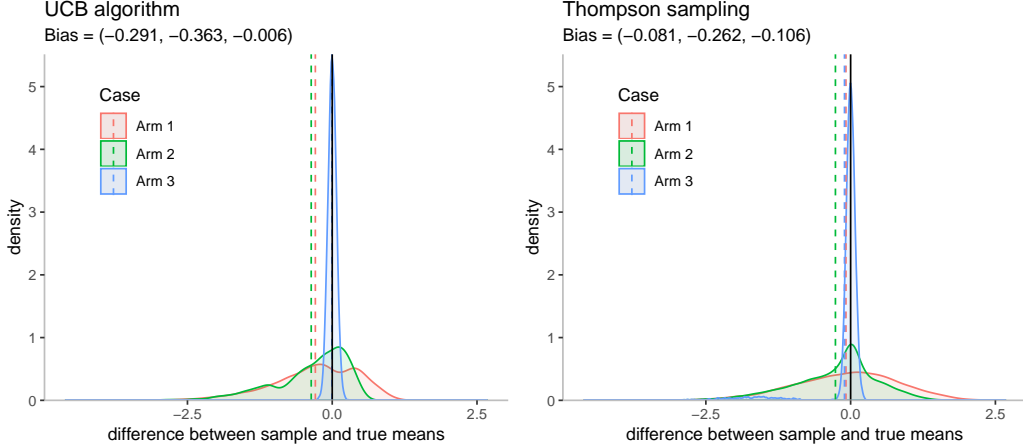 UCB algorithm
Bias = (−0.291, −0.363, −0.006)
Case
Arm 1
Arm 2
Arm 3
density
5
4
3
2
1
0
−2.5
0.0
2.5
difference between sample and true means
Thompson sampling
Bias = (−0.081, −0.262, −0.106)
Case
Arm 1
Arm 2
Arm 3
density
5
4
3
2
1
0
−2.5
0.0
2.5
difference between sample and true means